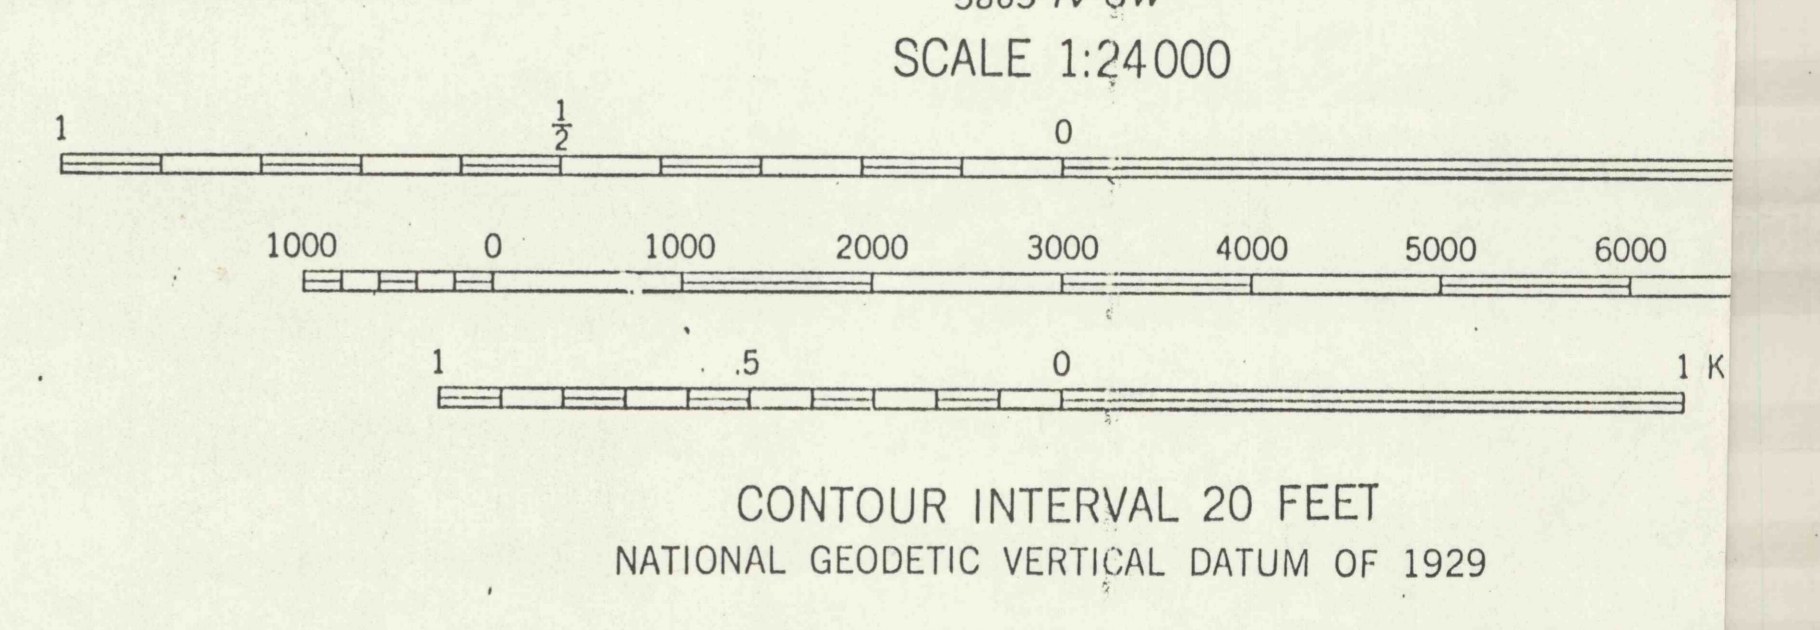 SCALE 1:24000
1 1/2 0
1000 0 1000 2000 3000 4000 5000 6000
1 .5 0 1 K
CONTOUR INTERVAL 20 FEET
NATIONAL GEODETIC VERTICAL DATUM OF 1929